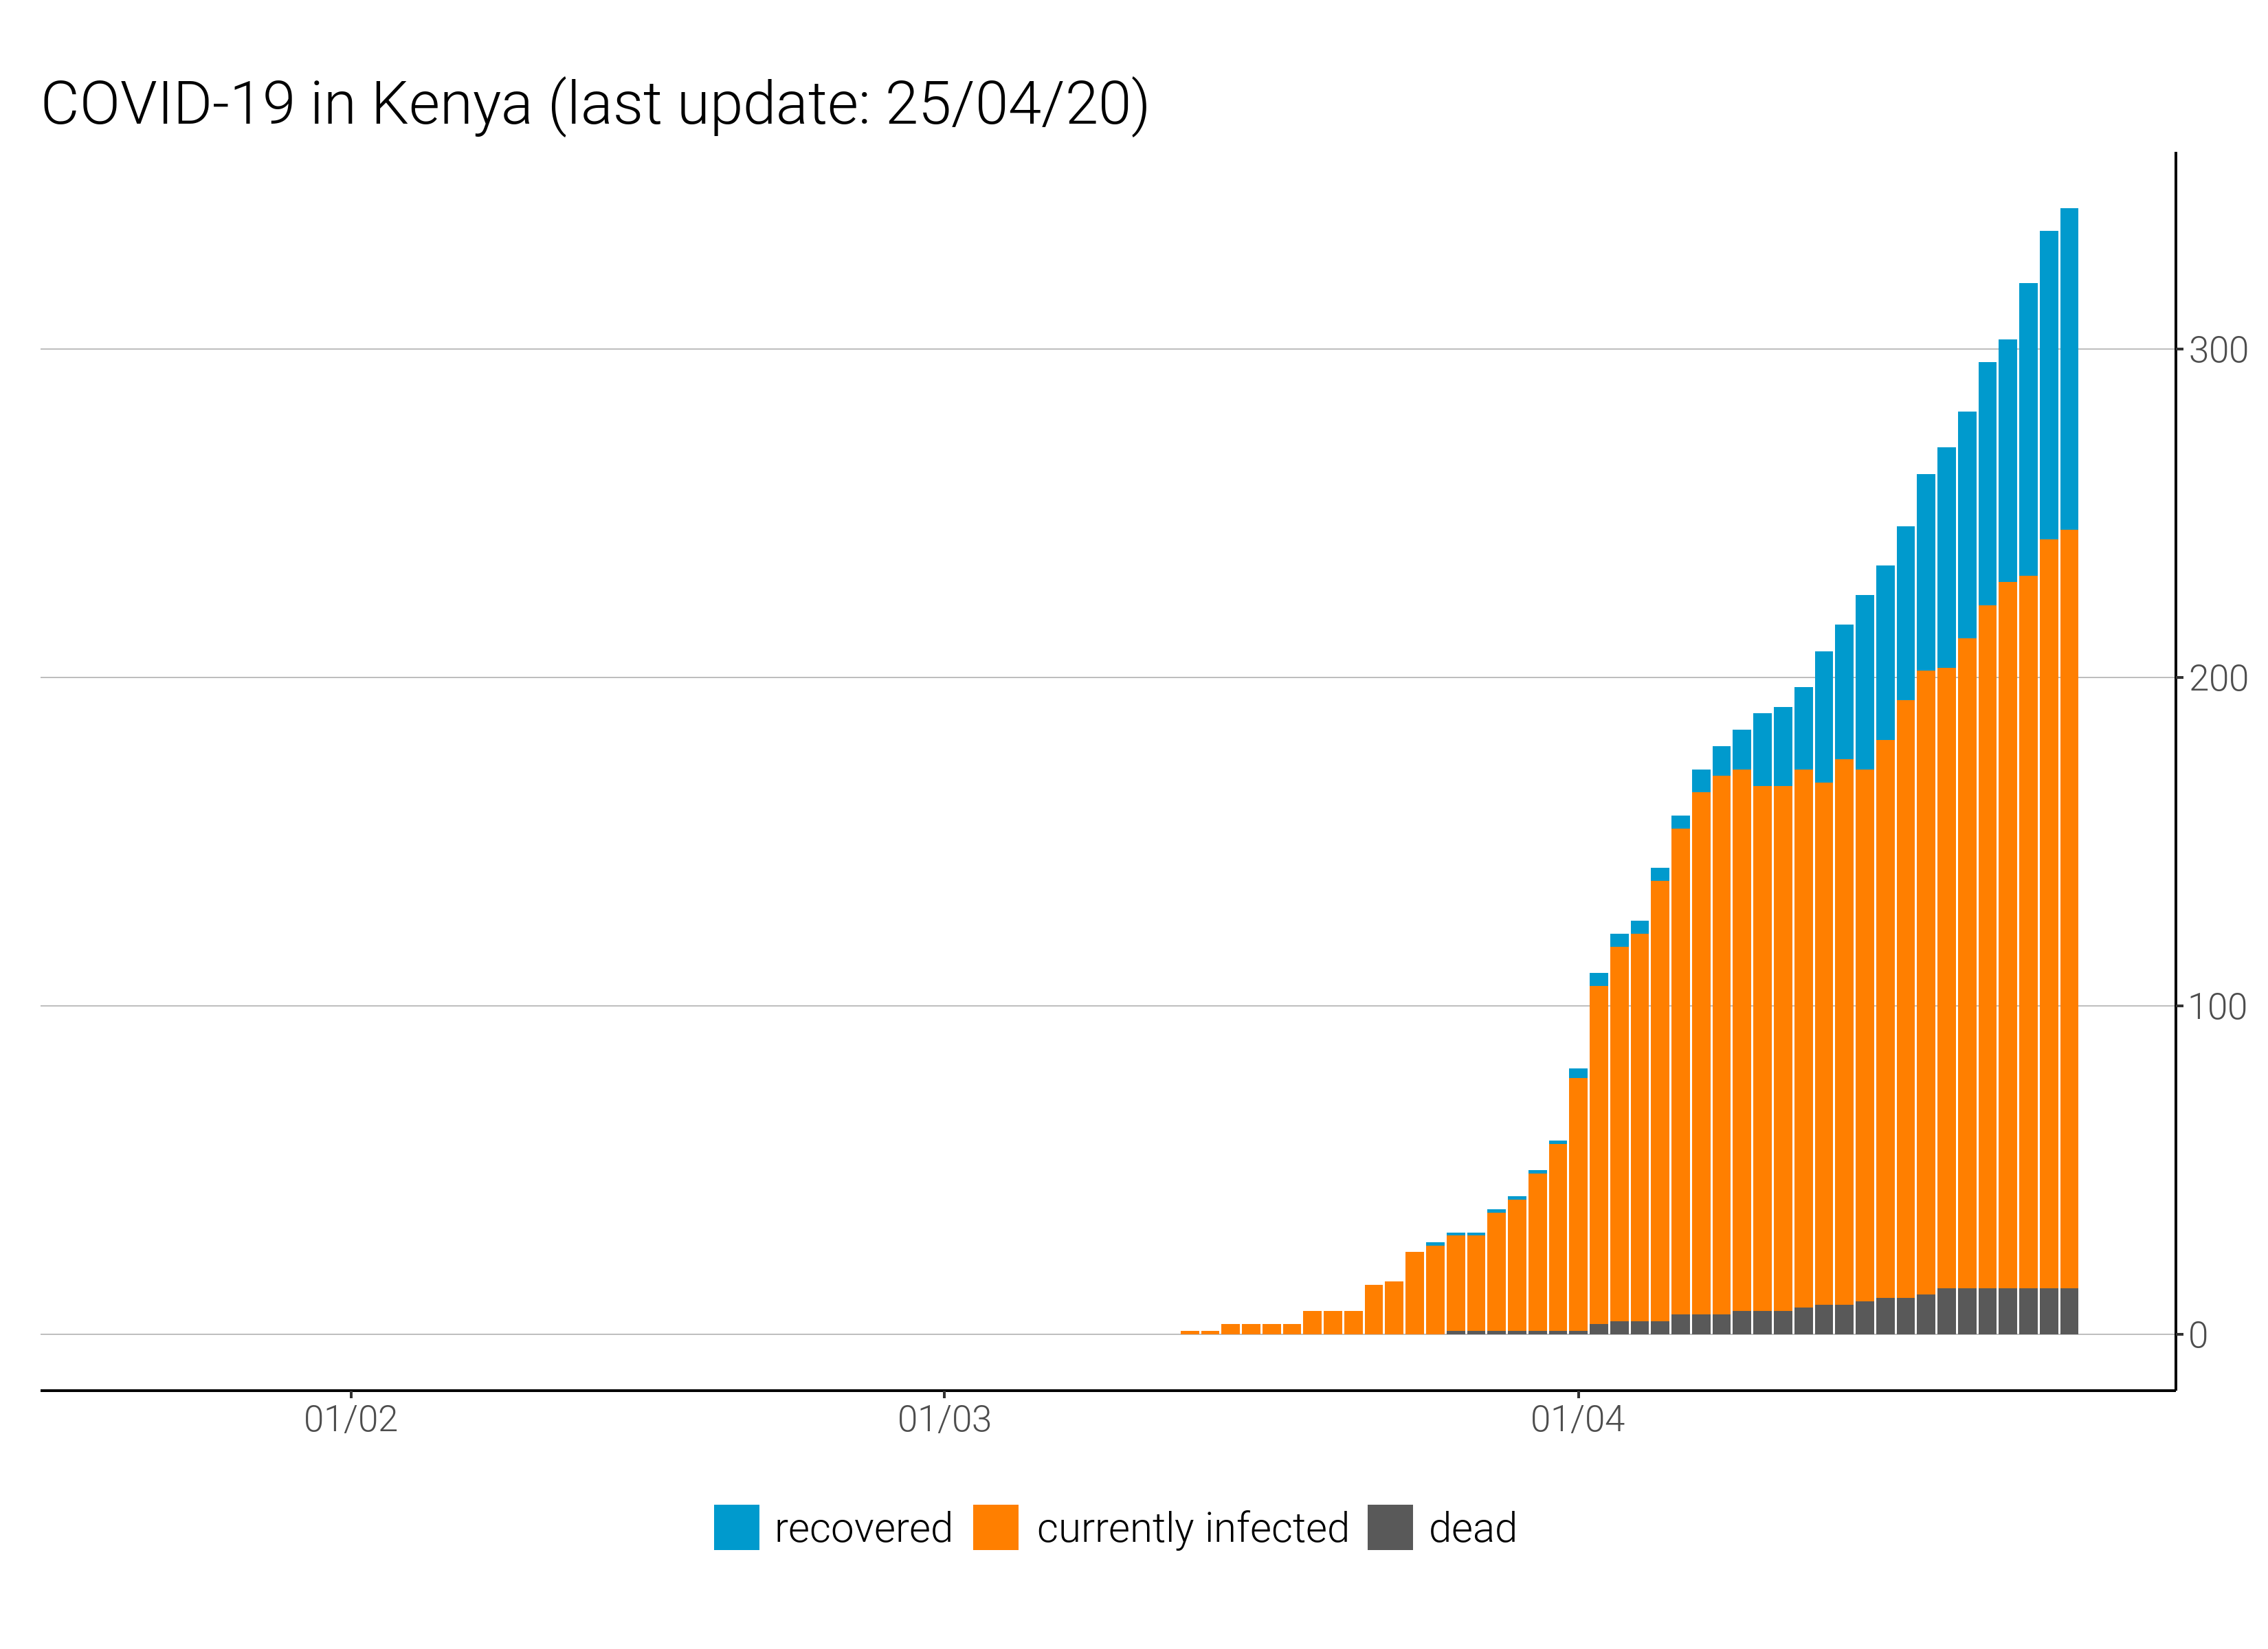 COVID-19 in Kenya (last update: 25/04/20)
300
200
100
0
01/02 01/03 01/04
recovered currently infected dead